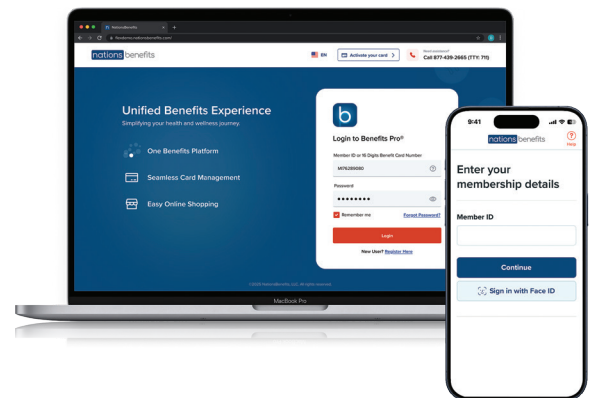 NationsBenefits
nations benefits
EN
Activate your card
Need assistance?
Call 877-439-2665 (TTY: 711)
Unified Benefits Experience
Simplifying your health and wellness journey.
One Benefits Platform
Seamless Card Management
Easy Online Shopping
b
Login to Benefits Pro®
Member ID or 16 Digits Benefit Card Number
Password
Remember me
Forgot Password?
Login
New User? Register Here
MacBook Pro
9:41
nations benefits
Help
Enter your
membership details
Member ID
Continue
Sign in with Face ID